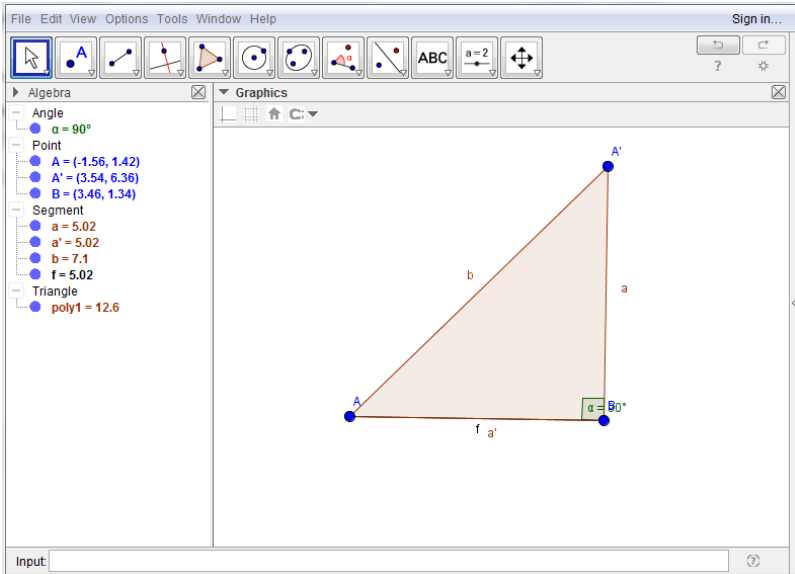 File Edit View Options Tools Window Help Sign in...
A α ABC a=2
?
Algebra
Graphics
Angle
α = 90°
Point
A = (-1.56, 1.42)
A' = (3.54, 6.36)
B = (3.46, 1.34)
Segment
a = 5.02
a' = 5.02
b = 7.1
f = 5.02
Triangle
poly1 = 12.6
A'
b
a
A
B
α = 90°
f a'
Input: ?